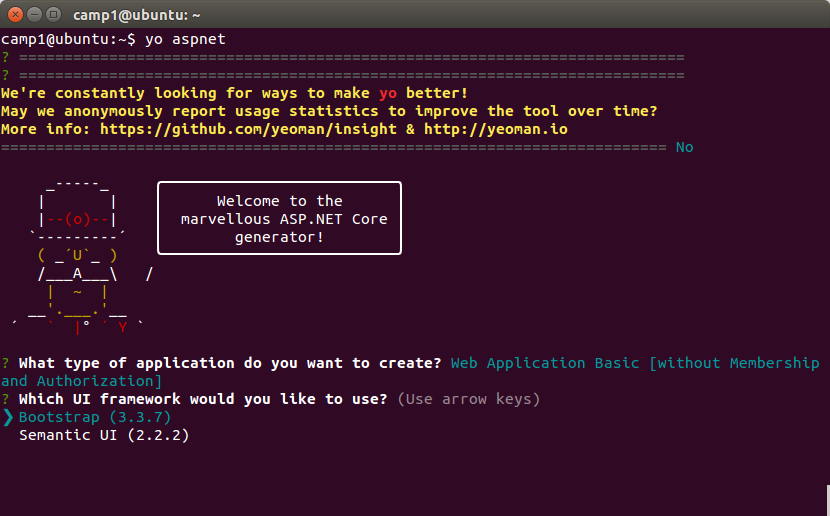 camp1@ubuntu: ~
camp1@ubuntu:~$ yo aspnet
? ==========================================================================
? ==========================================================================
We're constantly looking for ways to make yo better!
May we anonymously report usage statistics to improve the tool over time?
More info: https://github.com/yeoman/insight & http://yeoman.io
========================================================================== No
     _-----_
    |       |
    |--(o)--|
   `---------´
    ( _´U`_ )
    /___A___\   /
     |  ~  |
   __'.___.'__
 ´   `  |° ´ Y `
Welcome to the
marvellous ASP.NET Core
generator!
? What type of application do you want to create? Web Application Basic [without Membership
and Authorization]
? Which UI framework would you like to use? (Use arrow keys)
❯ Bootstrap (3.3.7)
  Semantic UI (2.2.2)